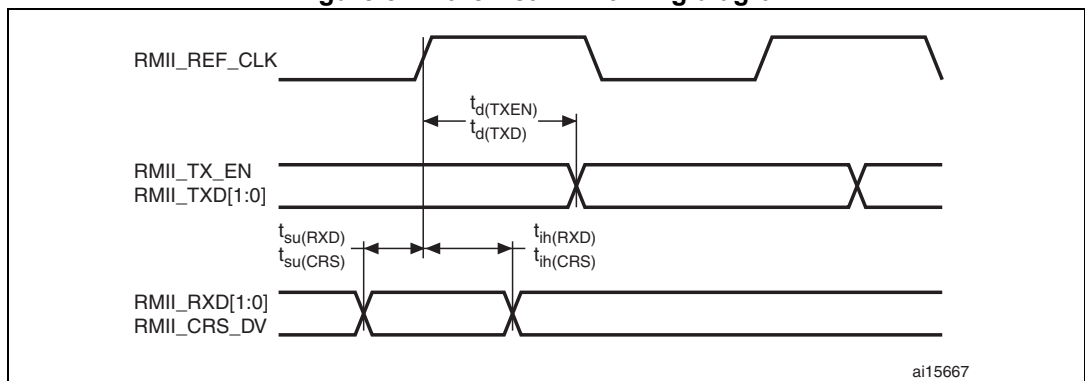 RMII_REF_CLK
td(TXEN)
td(TXD)
RMII_TX_EN
RMII_TXD[1:0]
tsu(RXD)
tsu(CRS)
tih(RXD)
tih(CRS)
RMII_RXD[1:0]
RMII_CRS_DV
ai15667